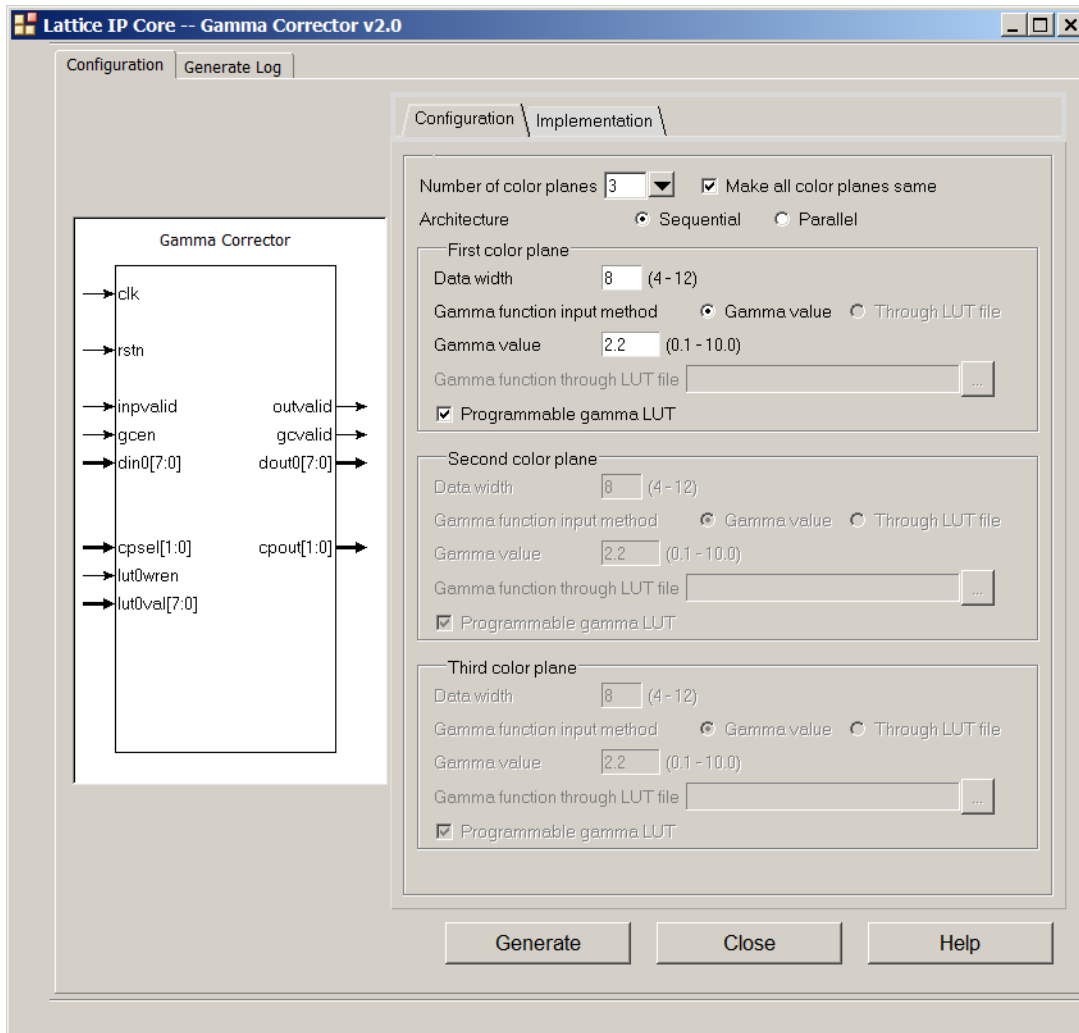 Lattice IP Core -- Gamma Corrector v2.0
Configuration Generate Log
Configuration Implementation
Number of color planes 3 Make all color planes same
Architecture Sequential Parallel
First color plane
Data width 8 (4 - 12)
Gamma function input method Gamma value Through LUT file
Gamma value 2.2 (0.1 - 10.0)
Gamma function through LUT file ...
Programmable gamma LUT
Second color plane
Data width 8 (4 - 12)
Gamma function input method Gamma value Through LUT file
Gamma value 2.2 (0.1 - 10.0)
Gamma function through LUT file ...
Programmable gamma LUT
Third color plane
Data width 8 (4 - 12)
Gamma function input method Gamma value Through LUT file
Gamma value 2.2 (0.1 - 10.0)
Gamma function through LUT file ...
Programmable gamma LUT
Gamma Corrector
clk
rstn
inpvalid outvalid
gcen gcvalid
din0[7:0] dout0[7:0]
cpsel[1:0] cpout[1:0]
lut0wren
lut0val[7:0]
Generate Close Help